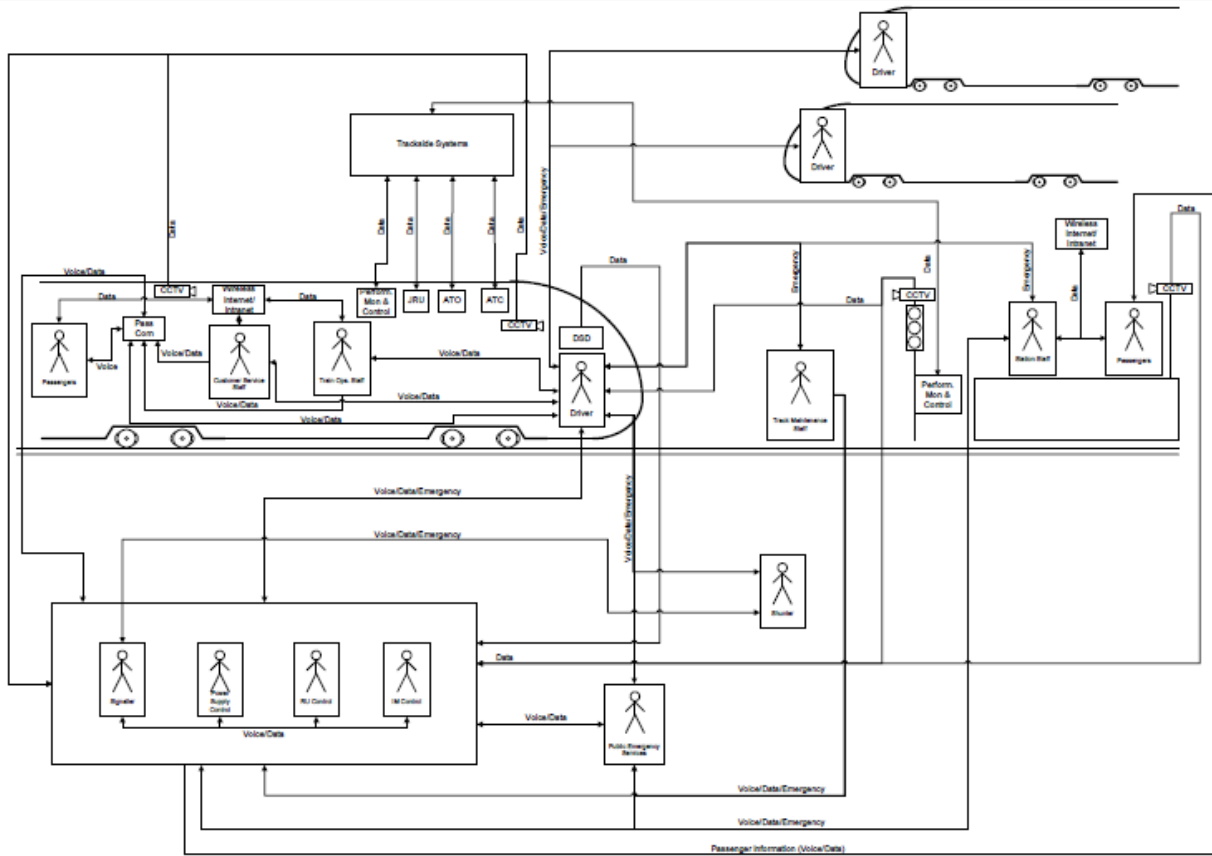 Driver
Driver
Trackside Systems
Data
Data
Data
Data
Data
Data
Voice/Data/Emergency
Data
Emergency
Data
Emergency
Wireless
Internet/
Intranet
Data
Data
Voice/Data
CCTV
Data
Wireless
Internet/
Intranet
Data
Perform.
Mon &
Control
JRU
ATO
ATC
CCTV
Data
CCTV
CCTV
Pass
Com
Passengers
Voice
Voice/Data
Customer Service
Staff
Train Ops. Staff
Voice/Data
Voice/Data
Voice/Data
Voice/Data
DSD
Driver
Track Maintenance
Staff
Perform.
Mon &
Control
Station Staff
Passengers
Voice/Data/Emergency
Voice/Data/Emergency
Voice/Data/Emergency
Shunter
Signaller
Power
Supply
Control
RU Control
IM Control
Voice/Data
Data
Voice/Data
Public Emergency
Services
Voice/Data/Emergency
Voice/Data/Emergency
Passenger Information (Voice/Data)